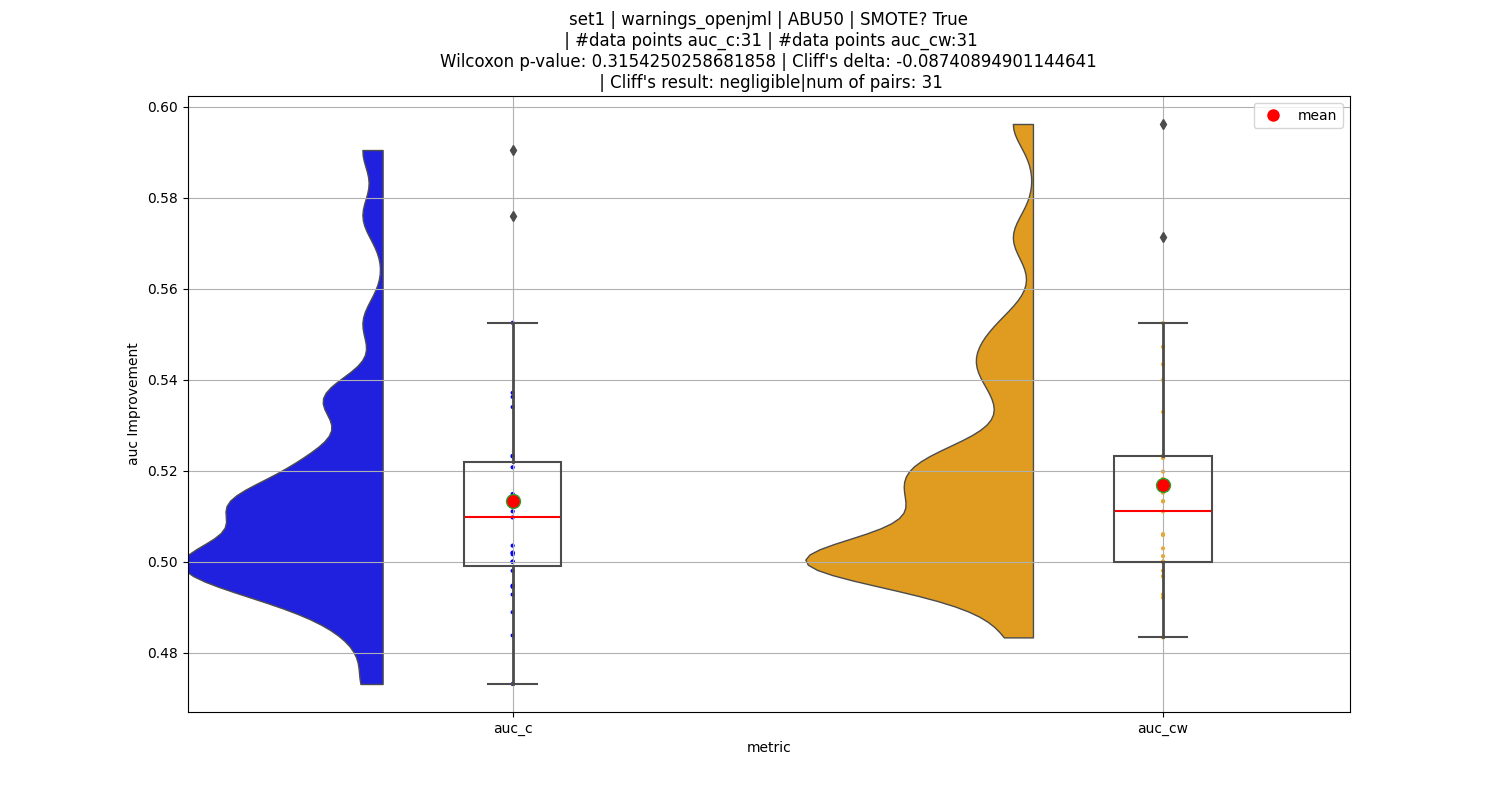 set1 | warnings_openjml | ABU50 | SMOTE? True
| #data points auc_c:31 | #data points auc_cw:31
Wilcoxon p-value: 0.3154250258681858 | Cliff's delta: -0.08740894901144641
| Cliff's result: negligible|num of pairs: 31
mean
auc Improvement
0.60
0.58
0.56
0.54
0.52
0.50
0.48
auc_c
auc_cw
metric